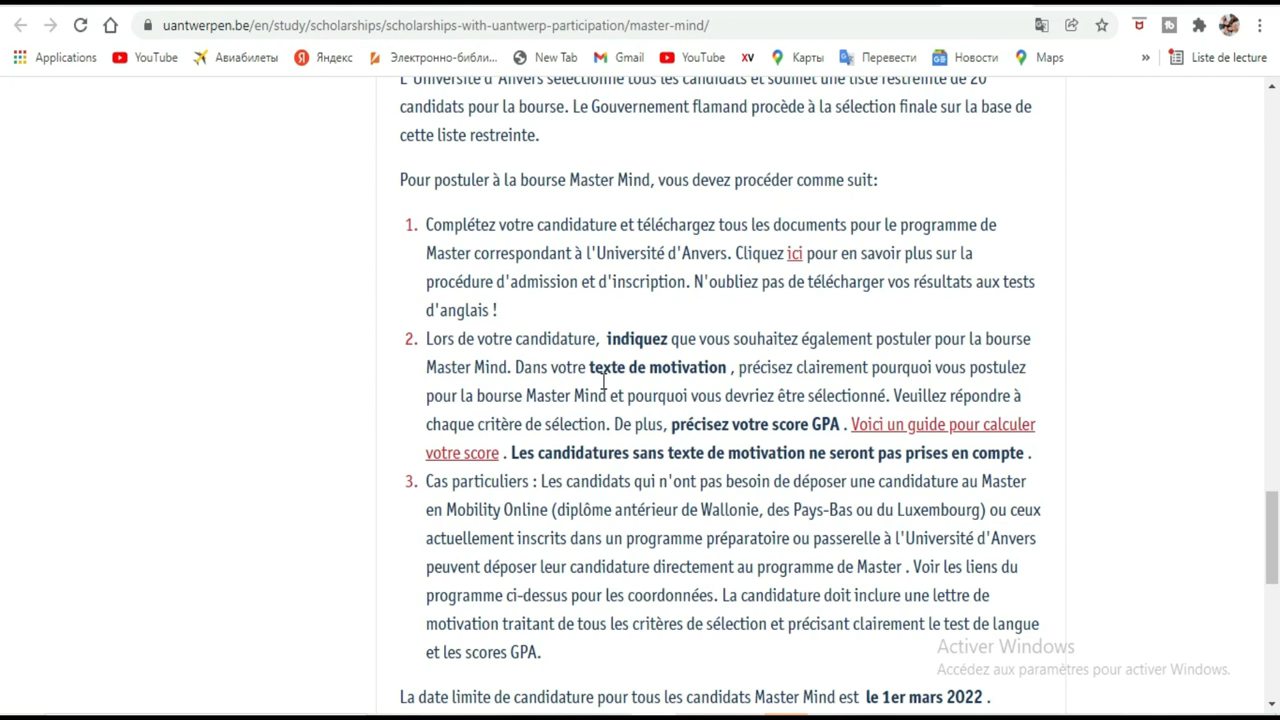 uantwerpen.be/en/study/scholarships/scholarships-with-uantwerp-participation/master-mind/
Applications YouTube Авиабилеты Яндекс Электронно-библи... New Tab Gmail YouTube XV Карты Перевести Новости Maps » Liste de lecture
L'Université d'Anvers sélectionne tous les candidats et soumet une liste restreinte de 20
candidats pour la bourse. Le Gouvernement flamand procède à la sélection finale sur la base de
cette liste restreinte.
Pour postuler à la bourse Master Mind, vous devez procéder comme suit:
1. Complétez votre candidature et téléchargez tous les documents pour le programme de
Master correspondant à l'Université d'Anvers. Cliquez ici pour en savoir plus sur la
procédure d'admission et d'inscription. N'oubliez pas de télécharger vos résultats aux tests
d'anglais !
2. Lors de votre candidature, indiquez que vous souhaitez également postuler pour la bourse
Master Mind. Dans votre texte de motivation , précisez clairement pourquoi vous postulez
pour la bourse Master Mind et pourquoi vous devriez être sélectionné. Veuillez répondre à
chaque critère de sélection. De plus, précisez votre score GPA . Voici un guide pour calculer
votre score . Les candidatures sans texte de motivation ne seront pas prises en compte .
3. Cas particuliers : Les candidats qui n'ont pas besoin de déposer une candidature au Master
en Mobility Online (diplôme antérieur de Wallonie, des Pays-Bas ou du Luxembourg) ou ceux
actuellement inscrits dans un programme préparatoire ou passerelle à l'Université d'Anvers
peuvent déposer leur candidature directement au programme de Master . Voir les liens du
programme ci-dessus pour les coordonnées. La candidature doit inclure une lettre de
motivation traitant de tous les critères de sélection et précisant clairement le test de langue
et les scores GPA.
Activer Windows
Accédez aux paramètres pour activer Windows.
La date limite de candidature pour tous les candidats Master Mind est le 1er mars 2022 .